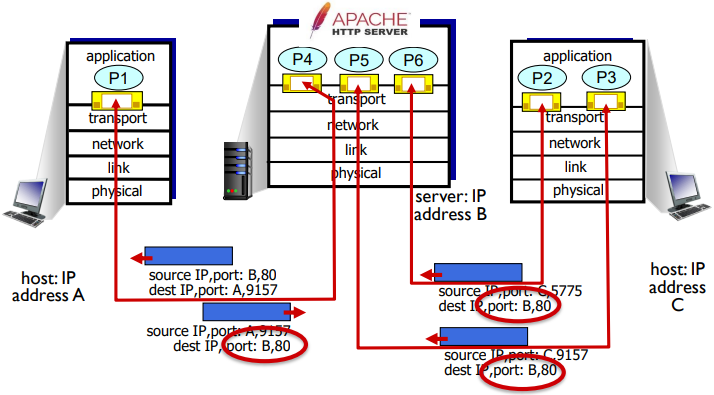 APACHE
HTTP SERVER
application
P1
transport
network
link
physical
P4
P5
P6
transport
network
link
physical
application
P2
P3
transport
network
link
physical
server: IP
address B
host: IP
address A
source IP,port: B,80
dest IP,port: A,9157
source IP,port: A,9157
dest IP, port: B,80
source IP,port: C,5775
dest IP,port: B,80
source IP,port: C,9157
dest IP,port: B,80
host: IP
address
C